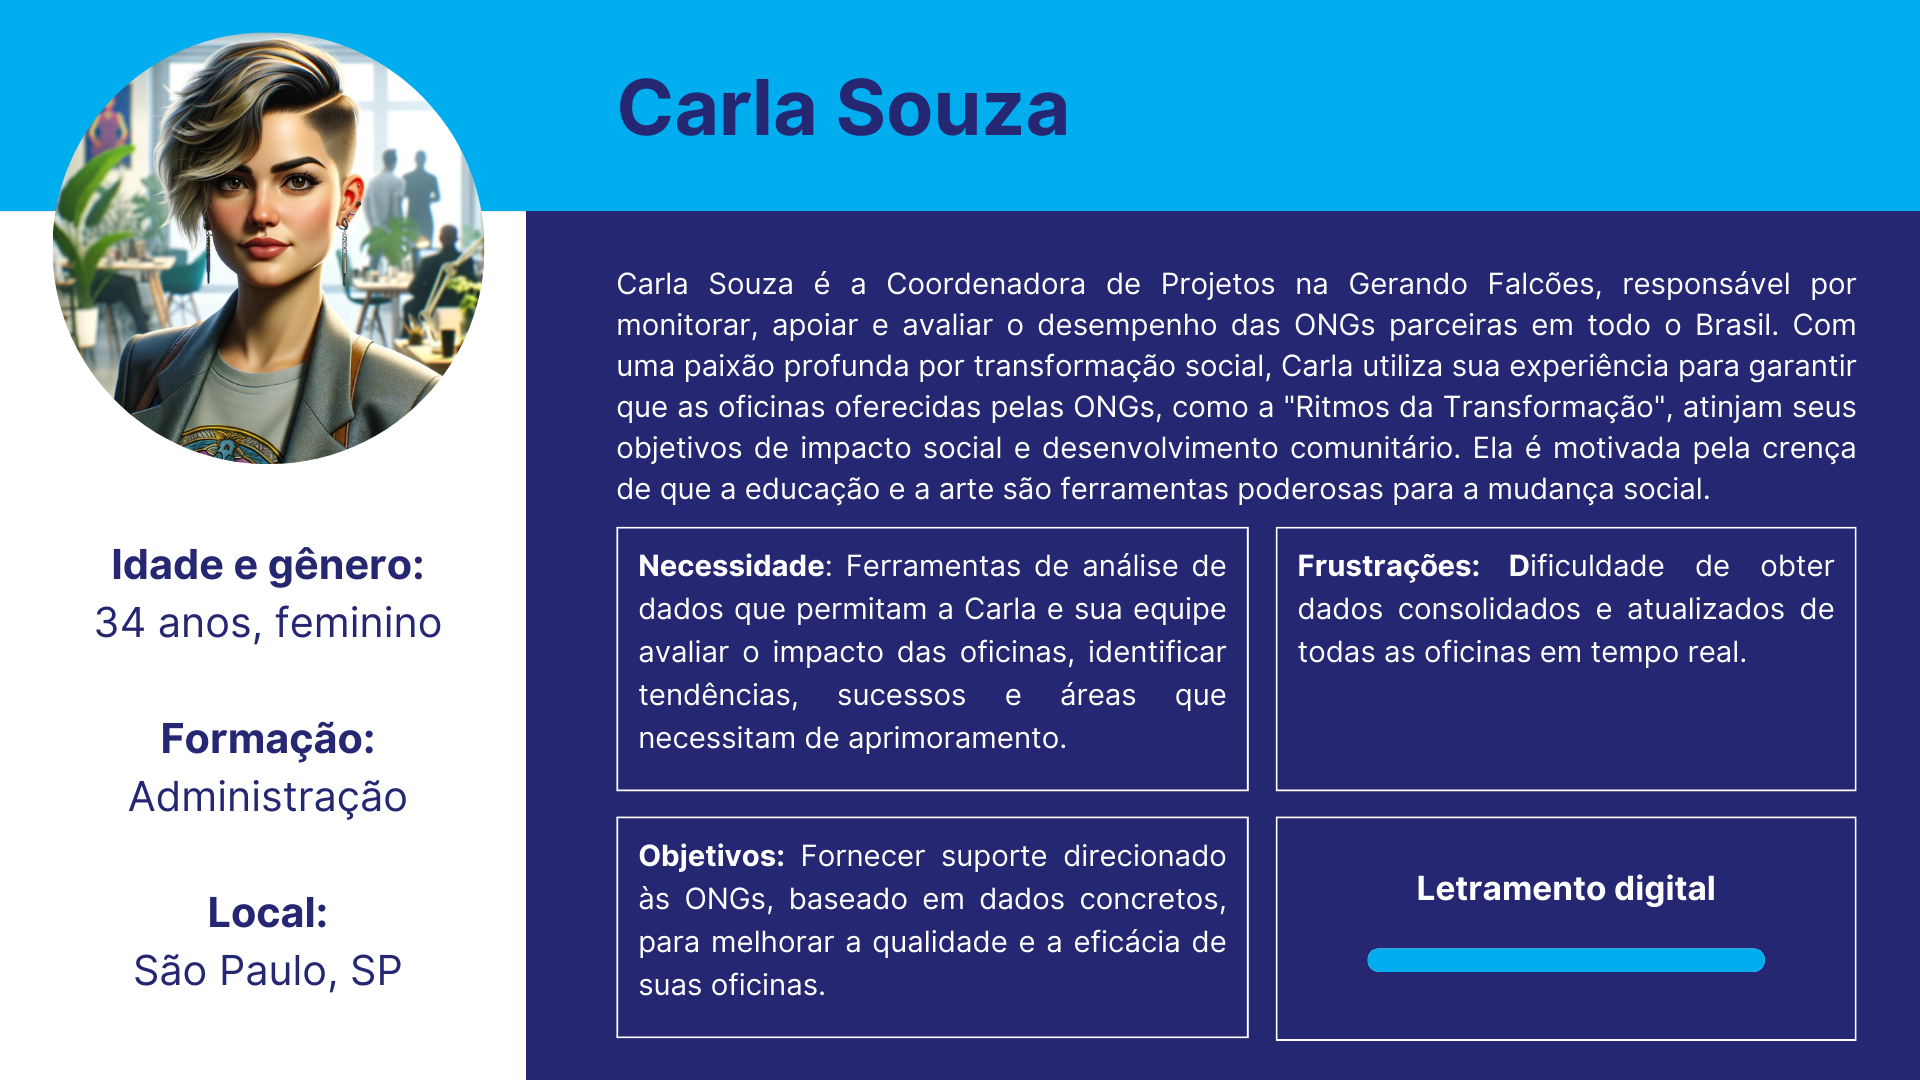 Carla Souza
Carla Souza é a Coordenadora de Projetos na Gerando Falcões, responsável por
monitorar, apoiar e avaliar o desempenho das ONGs parceiras em todo o Brasil. Com
uma paixão profunda por transformação social, Carla utiliza sua experiência para garantir
que as oficinas oferecidas pelas ONGs, como a "Ritmos da Transformação", atinjam seus
objetivos de impacto social e desenvolvimento comunitário. Ela é motivada pela crença
de que a educação e a arte são ferramentas poderosas para a mudança social.
Idade e gênero:
34 anos, feminino
Formação:
Administração
Local:
São Paulo, SP
Necessidade: Ferramentas de análise de
dados que permitam a Carla e sua equipe
avaliar o impacto das oficinas, identificar
tendências, sucessos e áreas que
necessitam de aprimoramento.
Frustrações: Dificuldade de obter
dados consolidados e atualizados de
todas as oficinas em tempo real.
Objetivos: Fornecer suporte direcionado
às ONGs, baseado em dados concretos,
para melhorar a qualidade e a eficácia de
suas oficinas.
Letramento digital